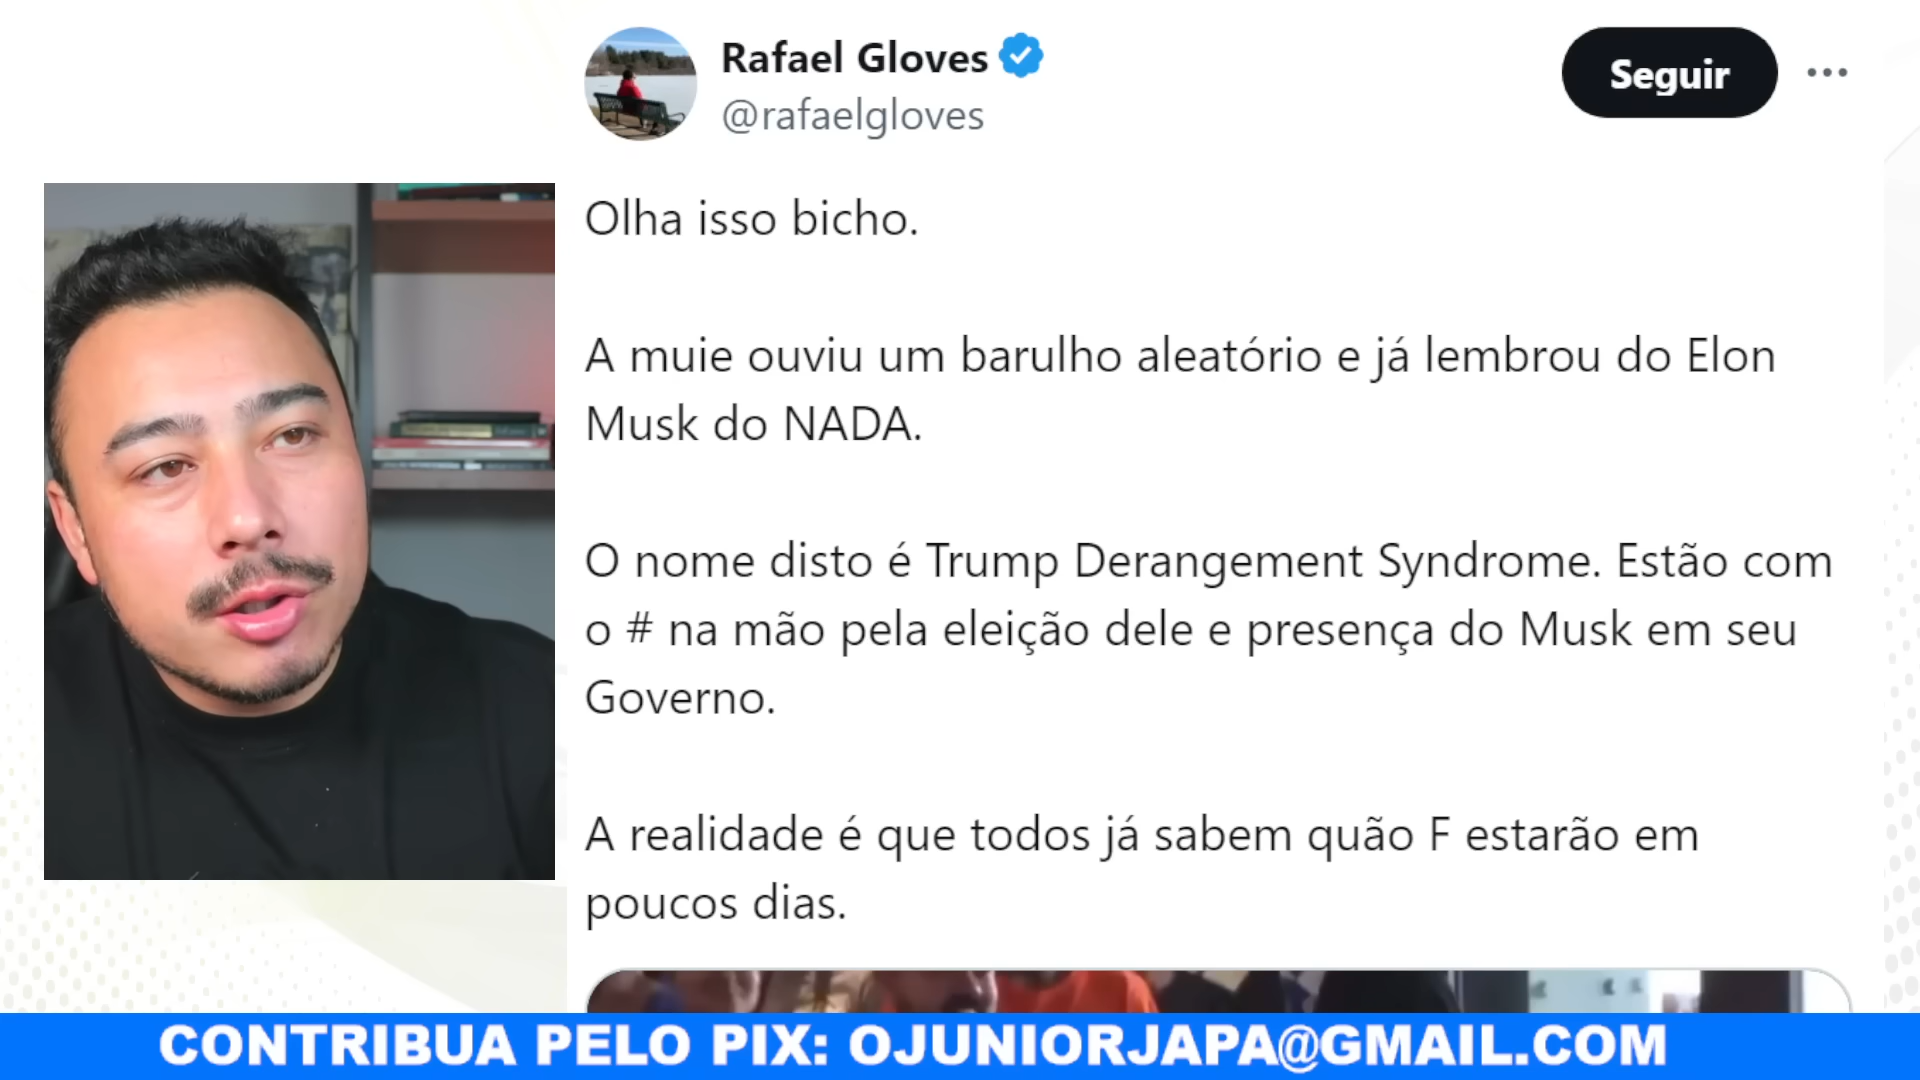 Rafael Gloves
@rafaelgloves
Seguir
Olha isso bicho.
A muie ouviu um barulho aleatório e já lembrou do Elon
Musk do NADA.
O nome disto é Trump Derangement Syndrome. Estão com
o # na mão pela eleição dele e presença do Musk em seu
Governo.
A realidade é que todos já sabem quão F estarão em
poucos dias.
CONTRIBUA PELO PIX: OJUNIORJAPA@GMAIL.COM